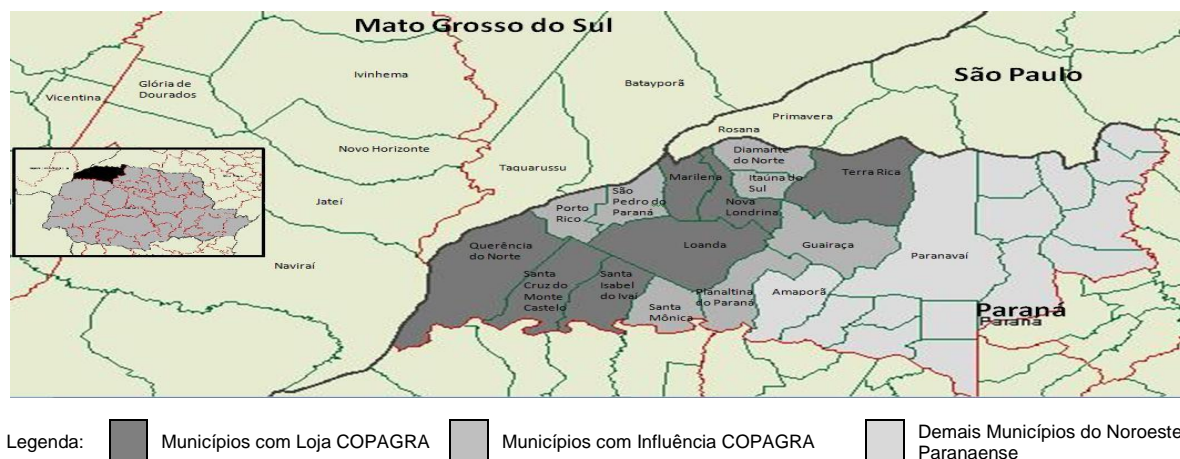 Mato Grosso do Sul
Ivinhema
Glória de
Dourados
Vicentina
Batayporã
São Paulo
Primavera
Rosana
Novo Horizonte
Taquarussu
Diamante
do Norte
Marilena
Itaúna do
Sul
Terra Rica
Jateí
São
Pedro do
Paraná
Porto
Rico
Nova
Londrina
Querência
do Norte
Loanda
Guairaça
Paranavaí
Naviraí
Santa
Cruz do
Monte
Castelo
Santa
Isabel
do Ivaí
Planaltina
do Paraná
Amaporã
Santa
Mônica
Paraná
Paraná
Legenda:
Municípios com Loja COPAGRA
Municípios com Influência COPAGRA
Demais Municípios do Noroeste
Paranaense